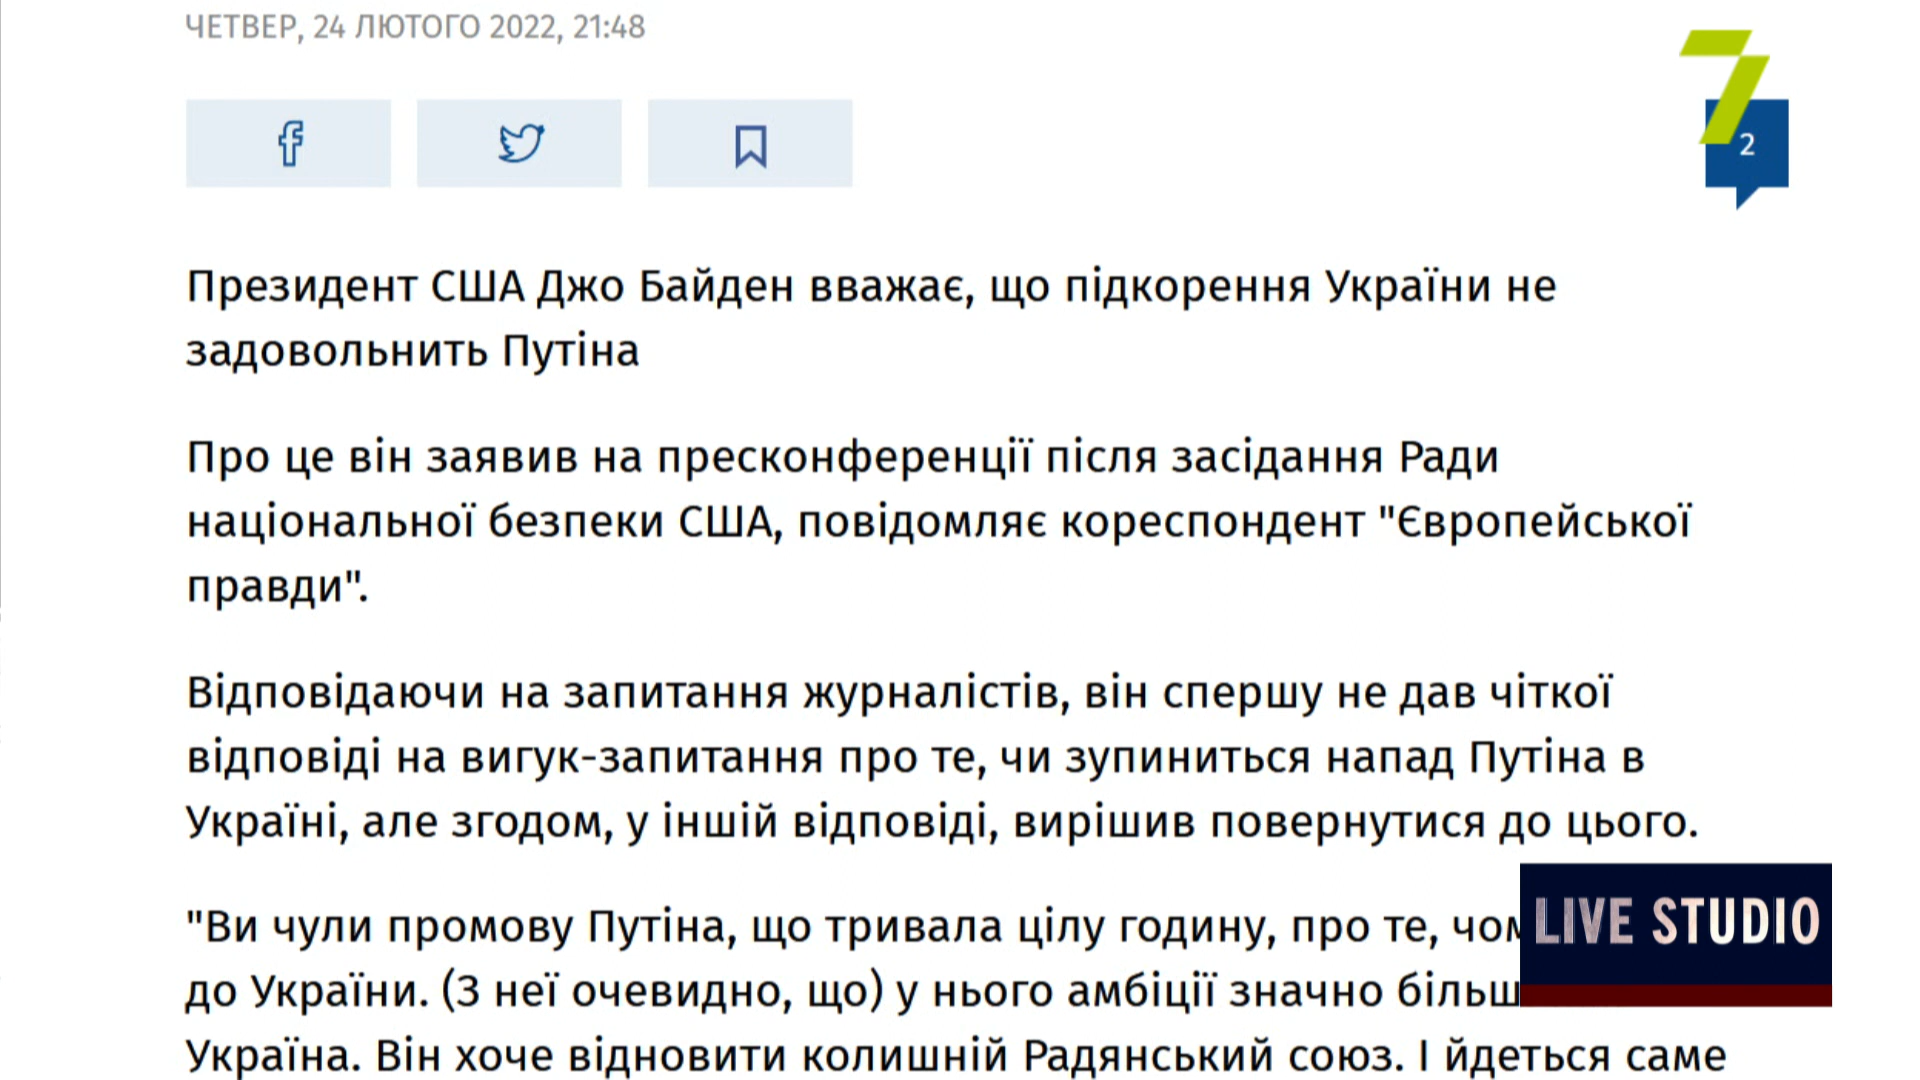 ЧЕТВЕР, 24 ЛЮТОГО 2022, 21:48
7
2
Президент США Джо Байден вважає, що підкорення України не
задовольнить Путіна
Про це він заявив на пресконференції після засідання Ради
національної безпеки США, повідомляє кореспондент "Європейської
правди".
Відповідаючи на запитання журналістів, він спершу не дав чіткої
відповіді на вигук-запитання про те, чи зупиниться напад Путіна в
Україні, але згодом, у іншій відповіді, вирішив повернутися до цього.
"Ви чули промову Путіна, що тривала цілу годину, про те,
до України. (З неї очевидно, що) у нього амбіції значно
Україна. Він хоче відновити колишній Радянський союз. І йдеться саме
LIVE STUDIO